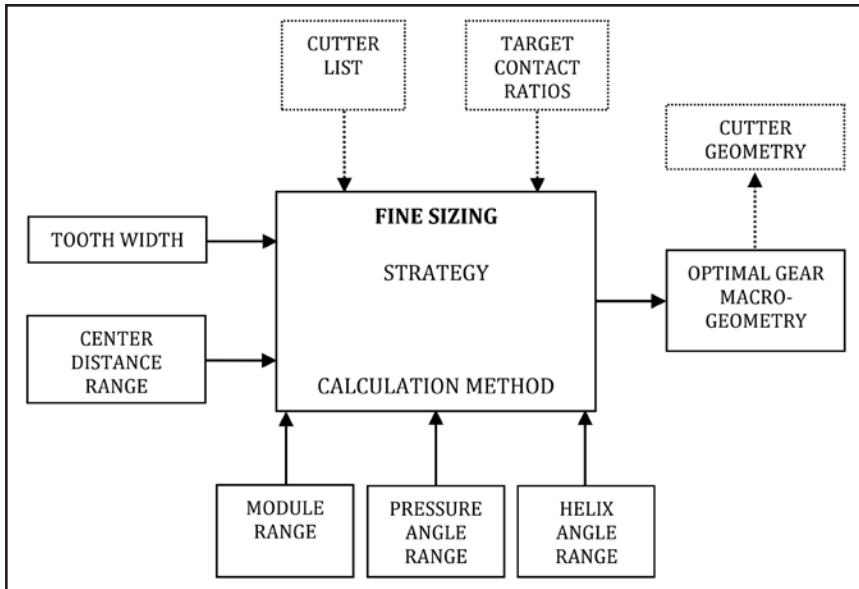 CUTTER
LIST
TARGET
CONTACT
RATIOS
CUTTER
GEOMETRY
TOOTH WIDTH
CENTER
DISTANCE
RANGE
FINE SIZING
STRATEGY
CALCULATION METHOD
OPTIMAL GEAR
MACRO-
GEOMETRY
MODULE
RANGE
PRESSURE
ANGLE
RANGE
HELIX
ANGLE
RANGE